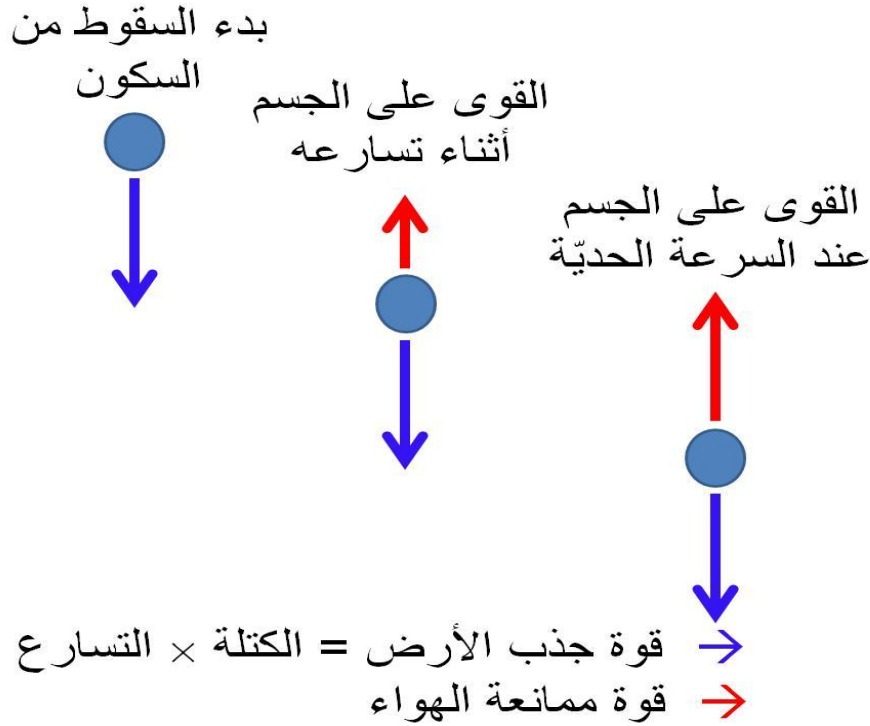 بدء السقوط من
السكون
القوى على الجسم
أثناء تسارعه
القوى على الجسم
عند السرعة الحديّة
قوة جذب الأرض = الكتلة × التسارع
قوة ممانعة الهواء